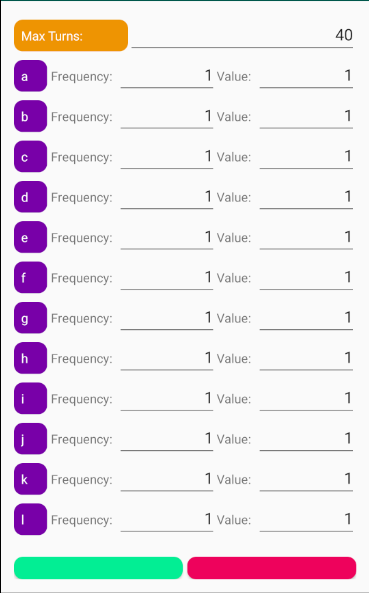 Max Turns: 40
a Frequency: 1 Value: 1
b Frequency: 1 Value: 1
c Frequency: 1 Value: 1
d Frequency: 1 Value: 1
e Frequency: 1 Value: 1
f Frequency: 1 Value: 1
g Frequency: 1 Value: 1
h Frequency: 1 Value: 1
i Frequency: 1 Value: 1
j Frequency: 1 Value: 1
k Frequency: 1 Value: 1
l Frequency: 1 Value: 1